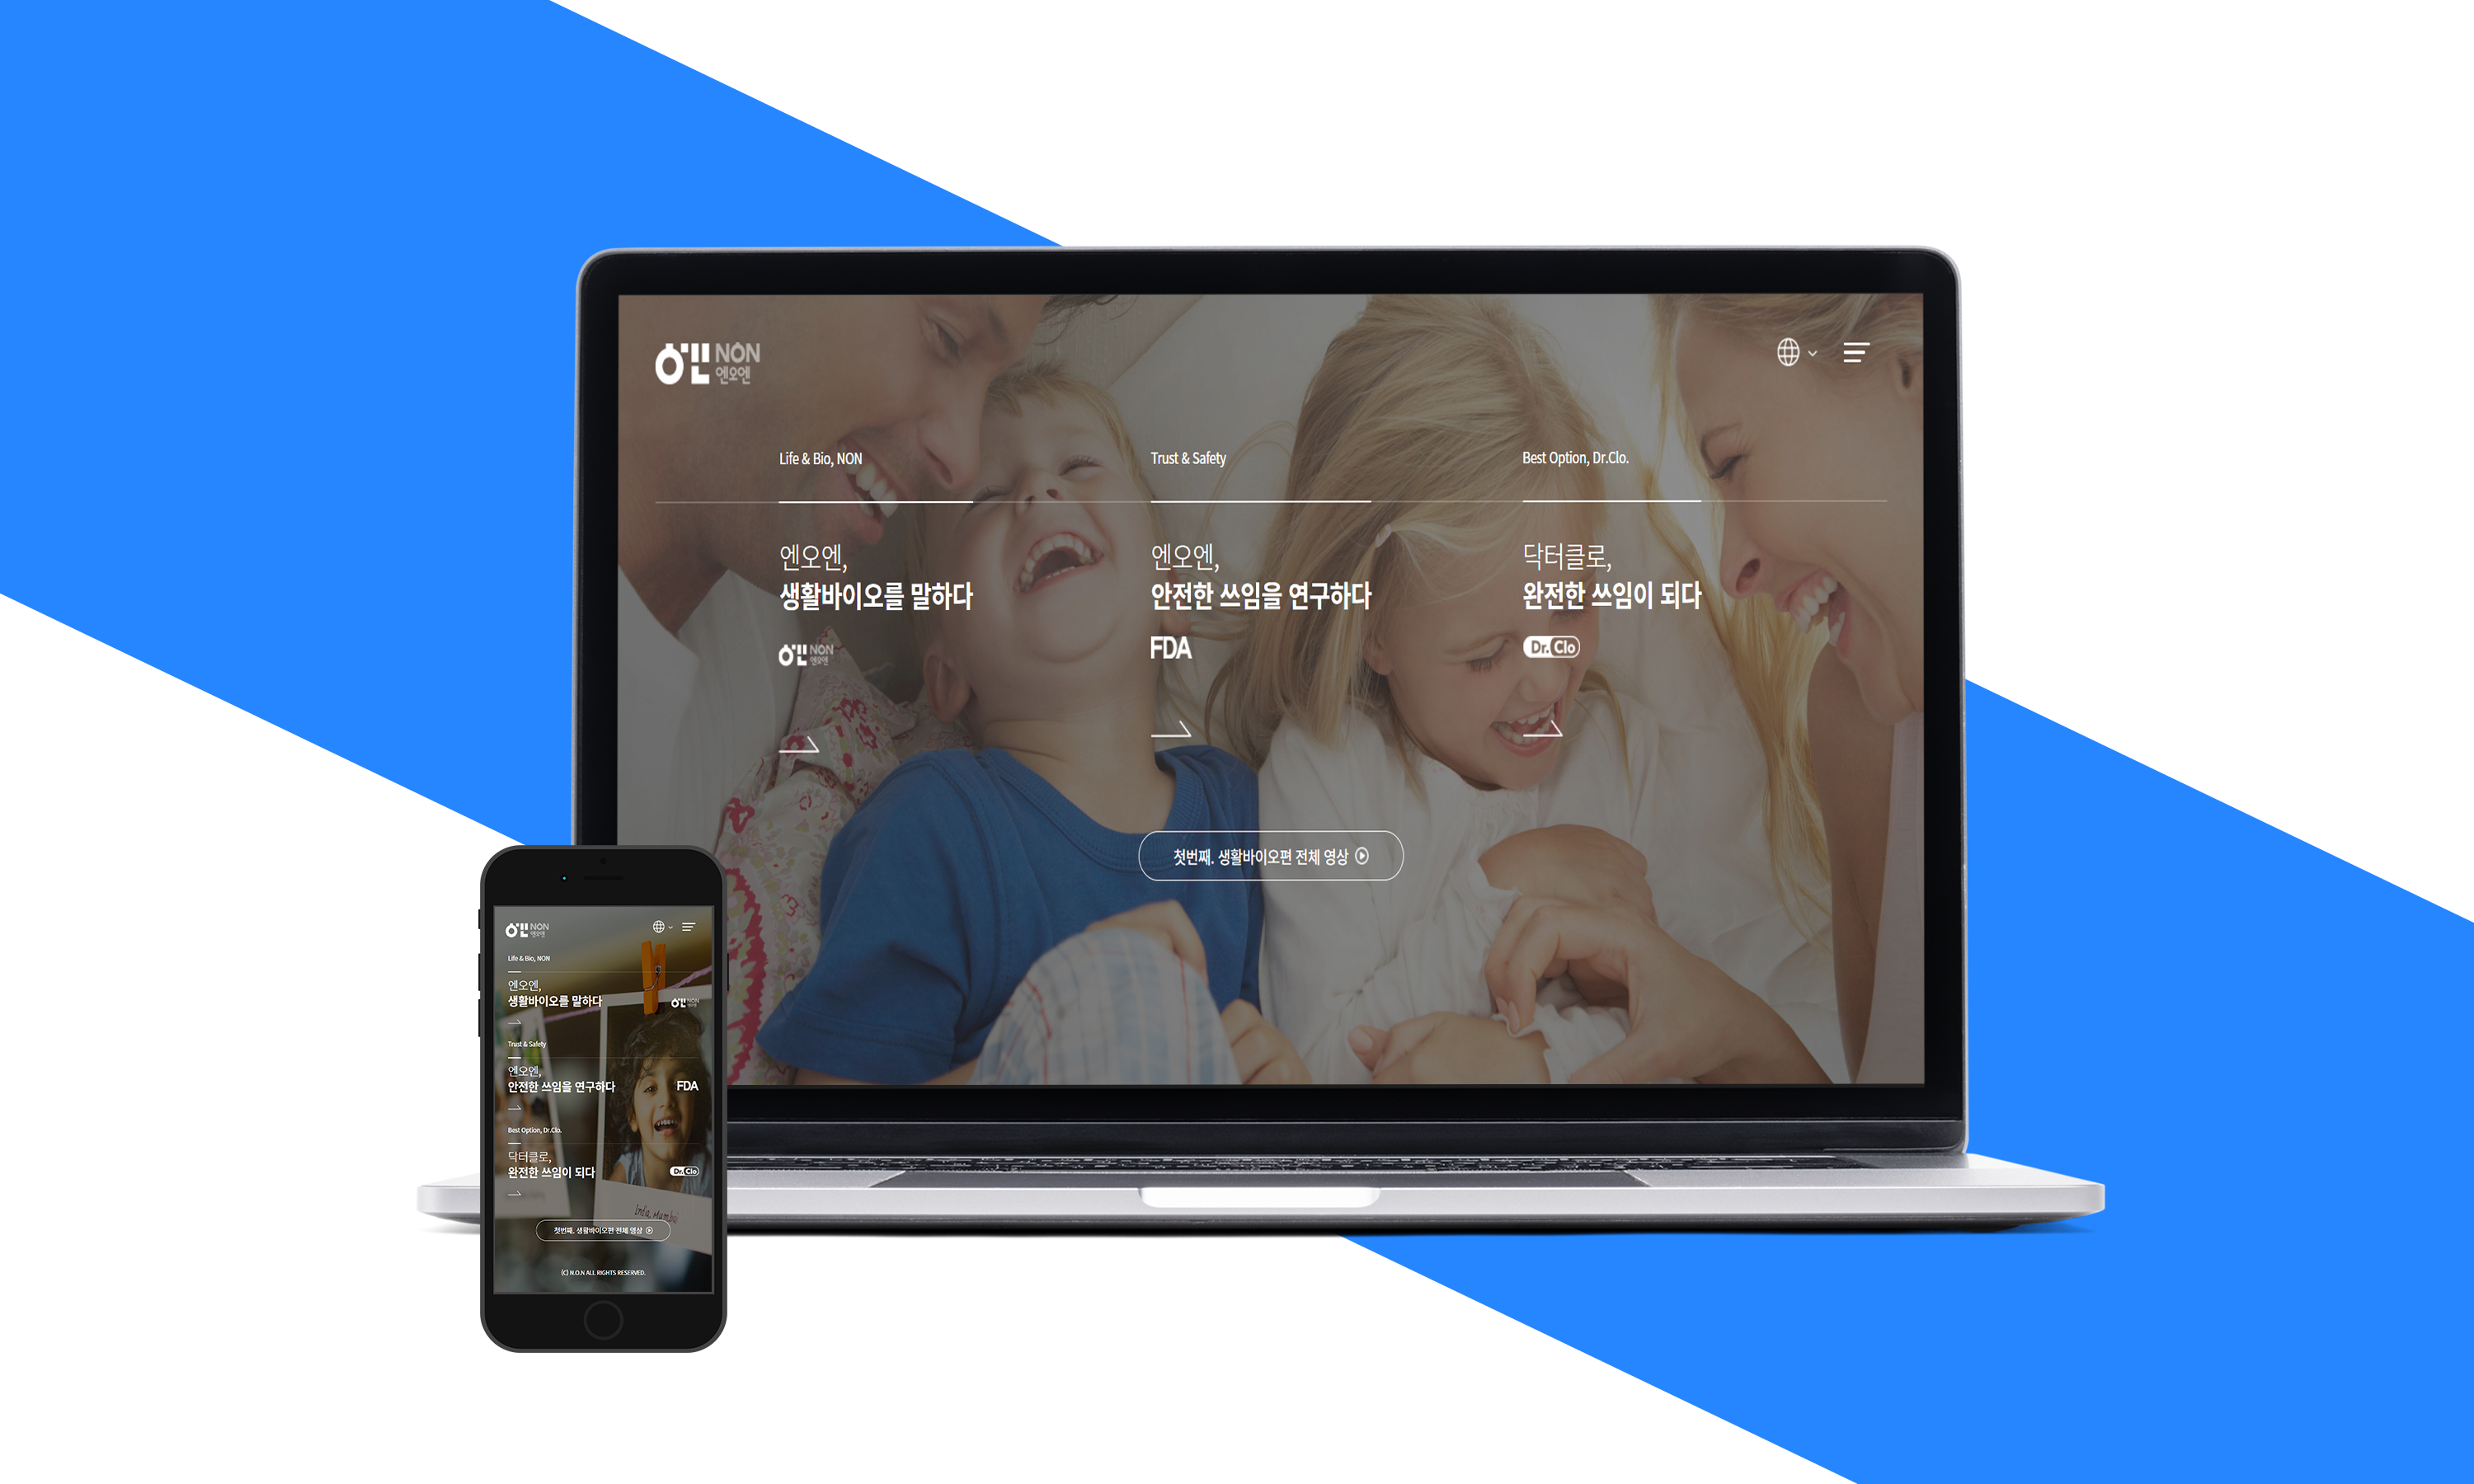 NON
엔오엔
Life & Bio, NON
엔오엔,
생활바이오를 말하다
NON
엔오엔
Trust & Safety
엔오엔,
안전한 쓰임을 연구하다
FDA
Best Option, Dr.Clo.
닥터클로,
완전한 쓰임이 되다
Dr. Clo
첫번째. 생활바이오편 전체 영상
NON
엔오엔
Life & Bio, NON
엔오엔,
생활바이오를 말하다
NON
엔오엔
Trust & Safety
엔오엔,
안전한 쓰임을 연구하다
FDA
Best Option, Dr.Clo.
닥터클로,
완전한 쓰임이 되다
Dr. Clo
India, Mumbai
첫번째. 생활바이오편 전체 영상
(C) N.O.N ALL RIGHTS RESERVED.